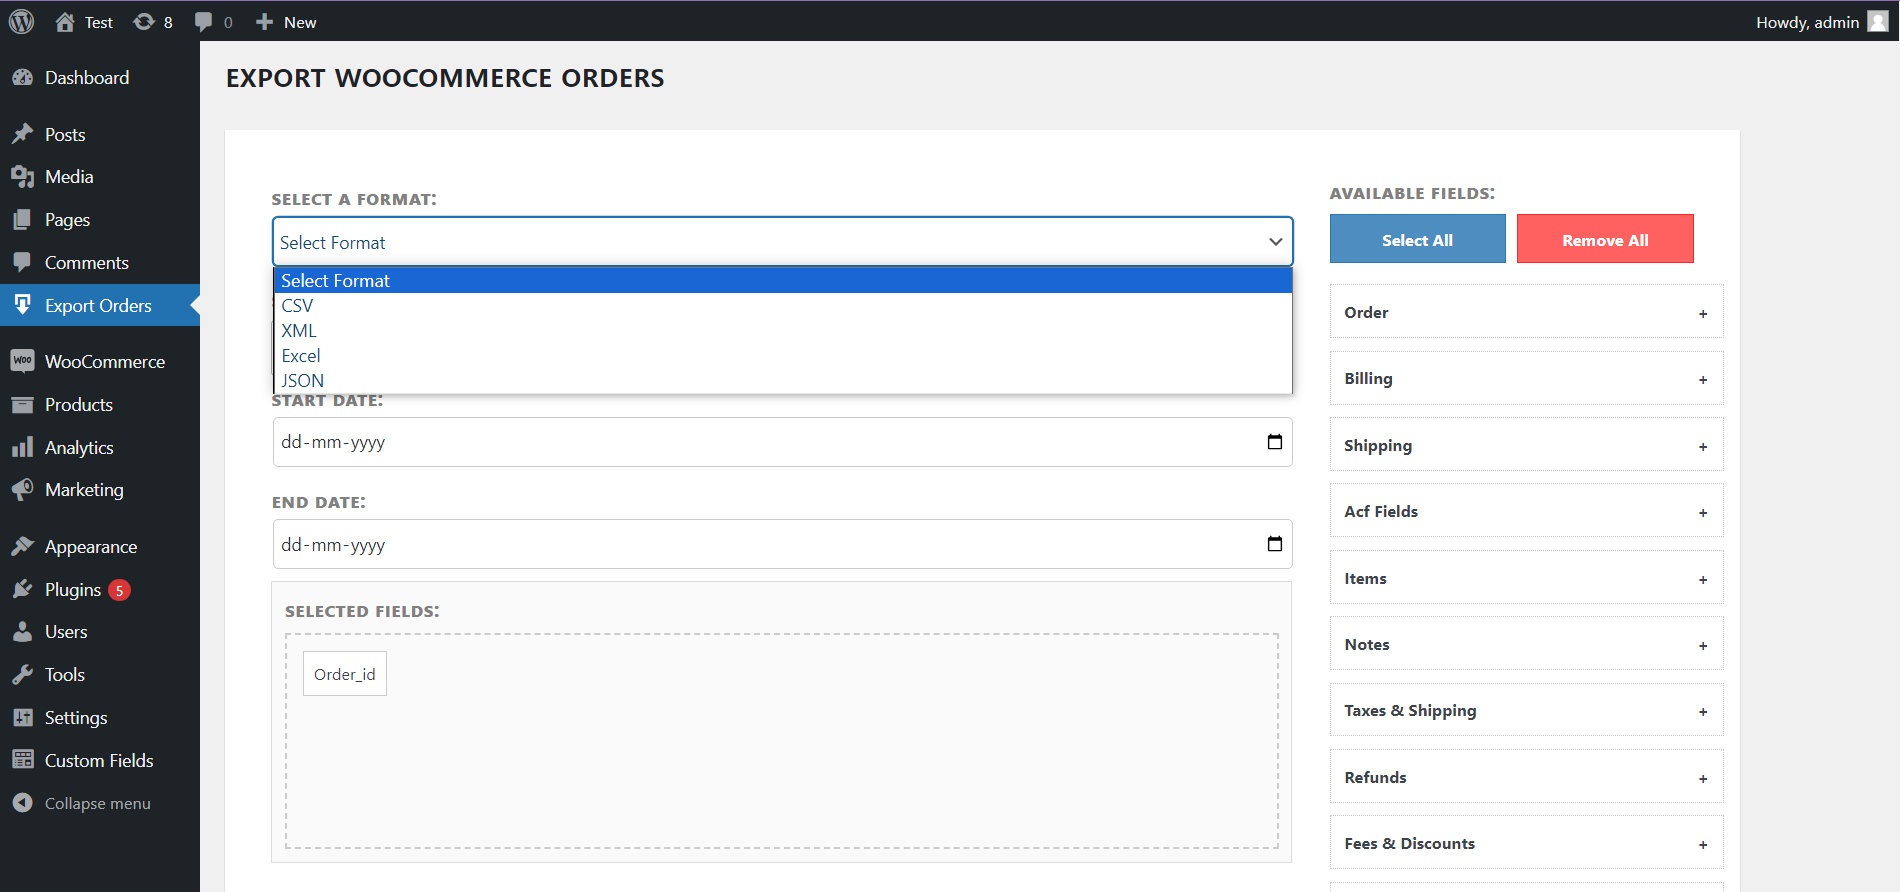 Test
8
0
New
Howdy, admin
Dashboard
Posts
Media
Pages
Comments
Export Orders
WooCommerce
Products
Analytics
Marketing
Appearance
Plugins 5
Users
Tools
Settings
Custom Fields
Collapse menu
EXPORT WOOCOMMERCE ORDERS
SELECT A FORMAT:
Select Format
Select Format
CSV
XML
Excel
JSON
START DATE:
dd-mm-yyyy
END DATE:
dd-mm-yyyy
SELECTED FIELDS:
Order_id
AVAILABLE FIELDS:
Select All
Remove All
Order +
Billing +
Shipping +
Acf Fields +
Items +
Notes +
Taxes & Shipping +
Refunds +
Fees & Discounts +